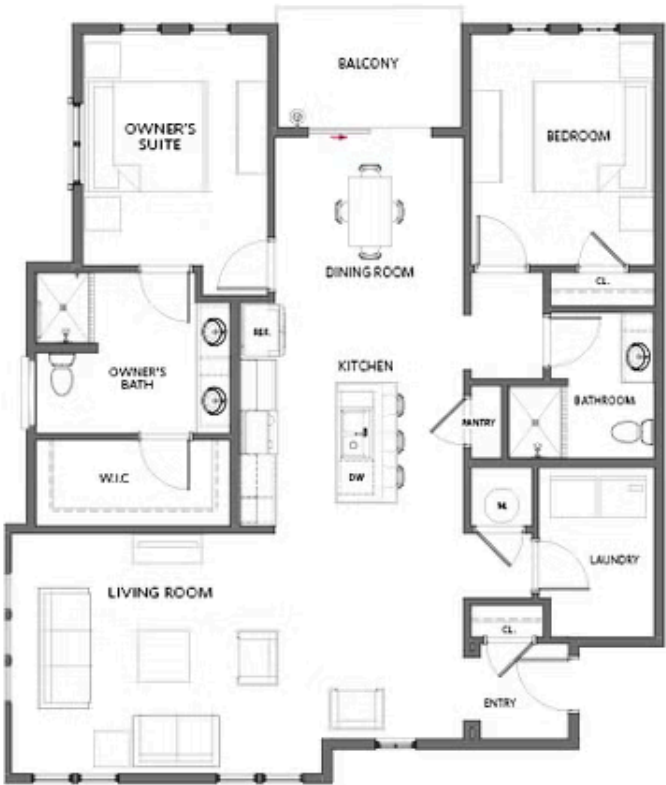 BALCONY
OWNER'S
SUITE
BEDROOM
DINING ROOM
CL.
REF.
KITCHEN
OWNER'S
BATH
BATHROOM
PANTRY
W.I.C
DW
M.
LAUNDRY
LIVING ROOM
CL.
ENTRY